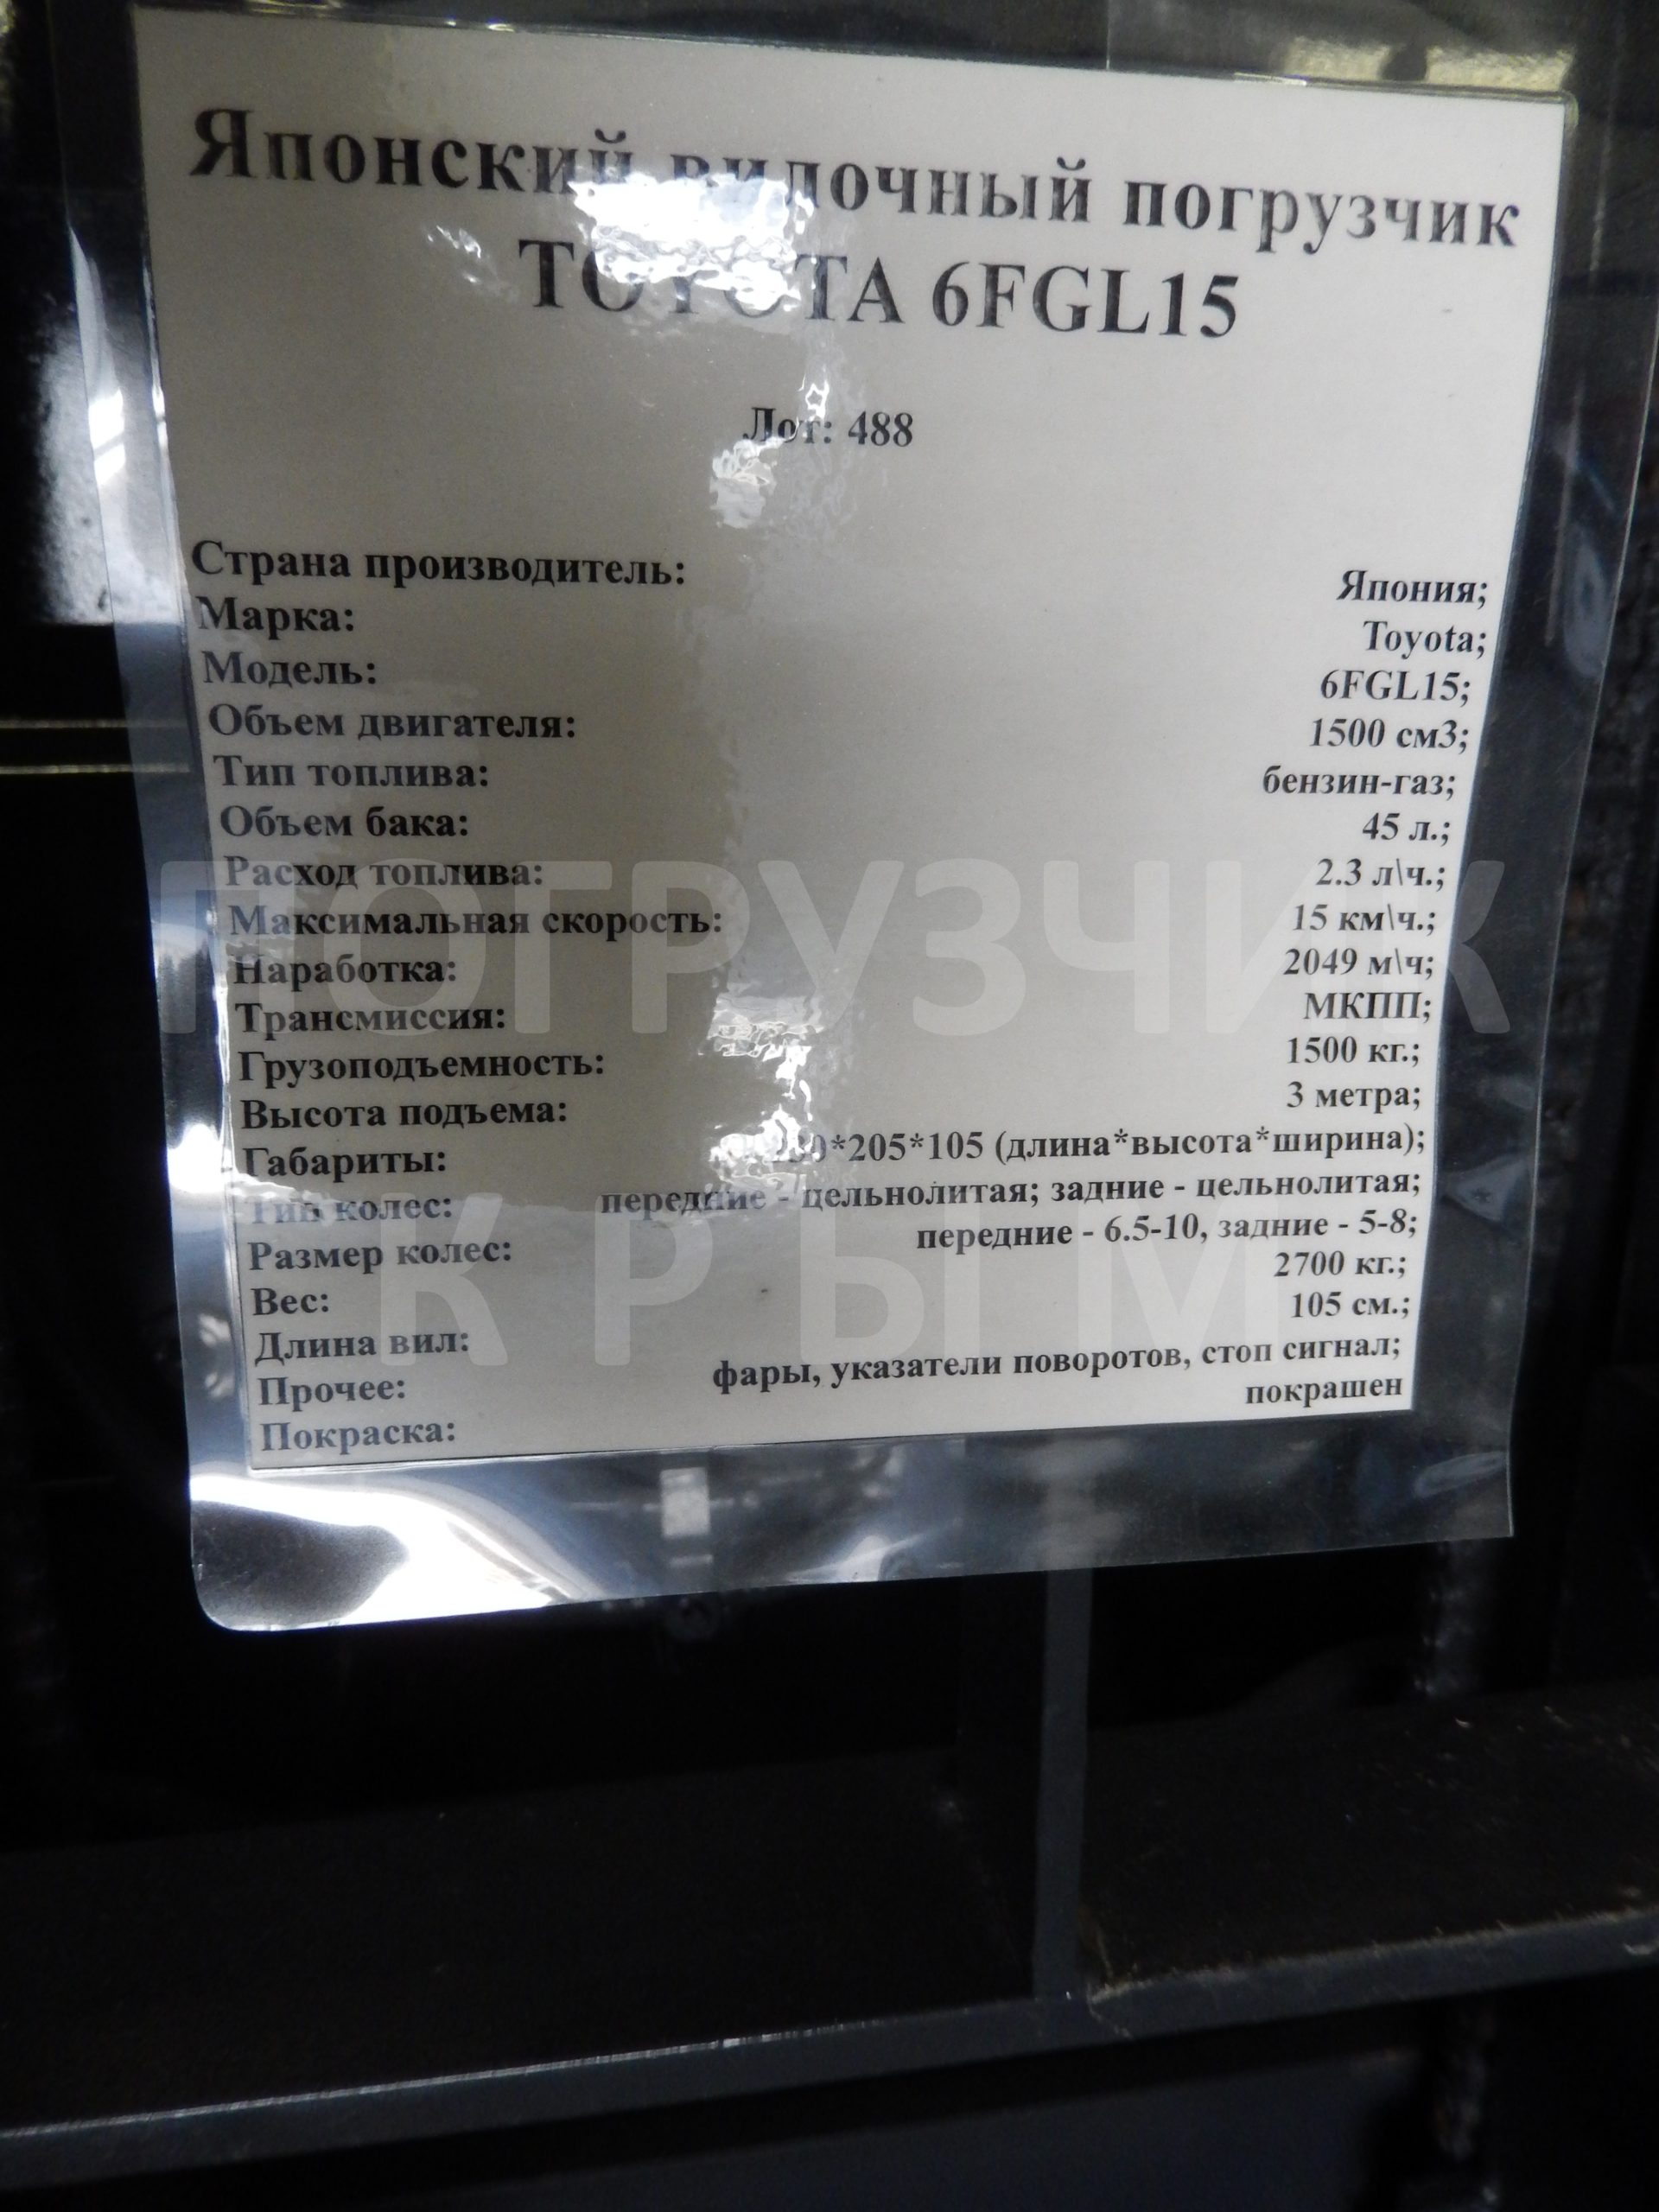 Японский вилочный погрузчик
TOYOTA 6FGL15
Лот: 488
Страна производитель: Япония;
Марка: Toyota;
Модель: 6FGL15;
Объем двигателя: 1500 см3;
Тип топлива: бензин-газ;
Объем бака: 45 л.;
Расход топлива: 2.3 л\ч.;
Максимальная скорость: 15 км\ч.;
Наработка: 2049 м\ч;
Трансмиссия: МКПП;
Грузоподъемность: 1500 кг.;
Высота подъема: 3 метра;
Габариты: *205*105 (длина*высота*ширина);
Тип колес: передние - цельнолитая; задние - цельнолитая;
Размер колес: передние - 6.5-10, задние - 5-8;
Вес: 2700 кг.;
Длина вил: 105 см.;
Прочее: фары, указатели поворотов, стоп сигнал;
Покраска: покрашен
ПОГРУЗЧИК
КРЫМ